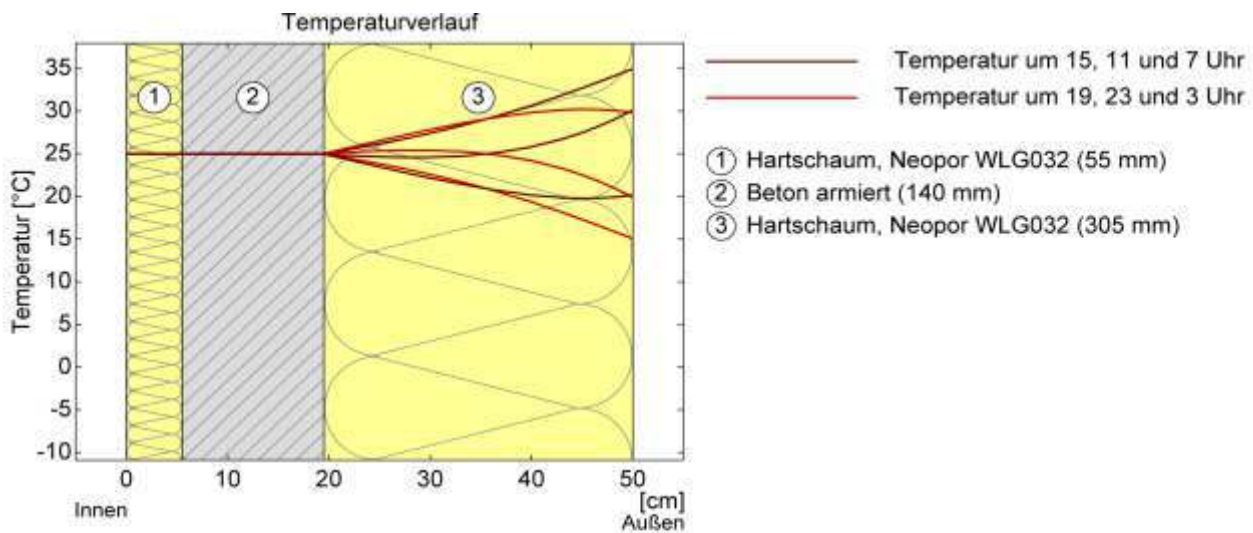 Temperaturverlauf
Temperatur [°C]
35
30
25
20
15
10
5
0
-5
-10
1
2
3
0
10
20
30
40
50
[cm]
Innen
Außen
Temperatur um 15, 11 und 7 Uhr
Temperatur um 19, 23 und 3 Uhr
1 Hartschaum, Neopor WLG032 (55 mm)
2 Beton armiert (140 mm)
3 Hartschaum, Neopor WLG032 (305 mm)